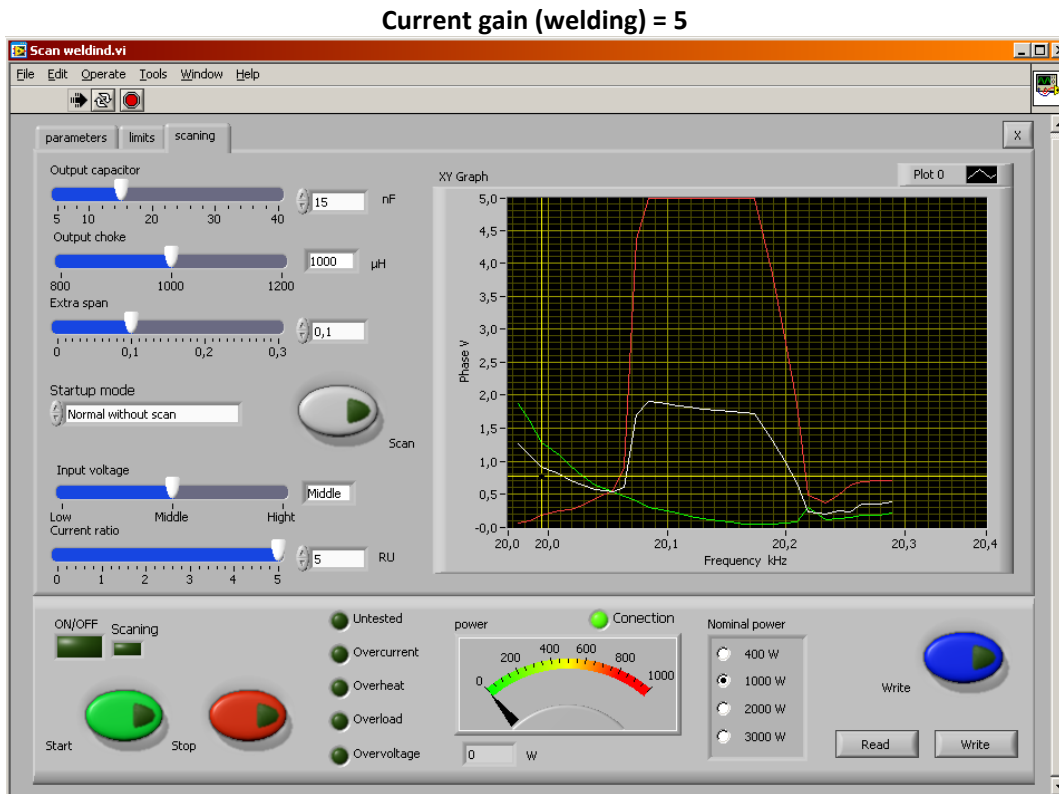 Current gain (welding) = 5
Scan weldind.vi
File Edit Operate Tools Window Help
parameters limits scaning X
Output capacitor
15 nF
5 10 20 30 40
Output choke
1000 µH
800 1000 1200
Extra span
0,1
0 0,1 0,2 0,3
Startup mode
Normal without scan
Scan
Input voltage
Middle
Low Middle Hight
Current ratio
5 RU
0 1 2 3 4 5
XY Graph
Plot 0
Phase V
5,0
4,5
4,0
3,5
3,0
2,5
2,0
1,5
1,0
0,5
-0,0
20,0 20,0 20,1 20,2 20,3 20,4
Frequency kHz
ON/OFF Scaning
Start Stop
Untested
Overcurrent
Overheat
Overload
Overvoltage
power
Conection
0 200 400 600 800 1000
0 W
Nominal power
400 W
1000 W
2000 W
3000 W
Write
Read Write